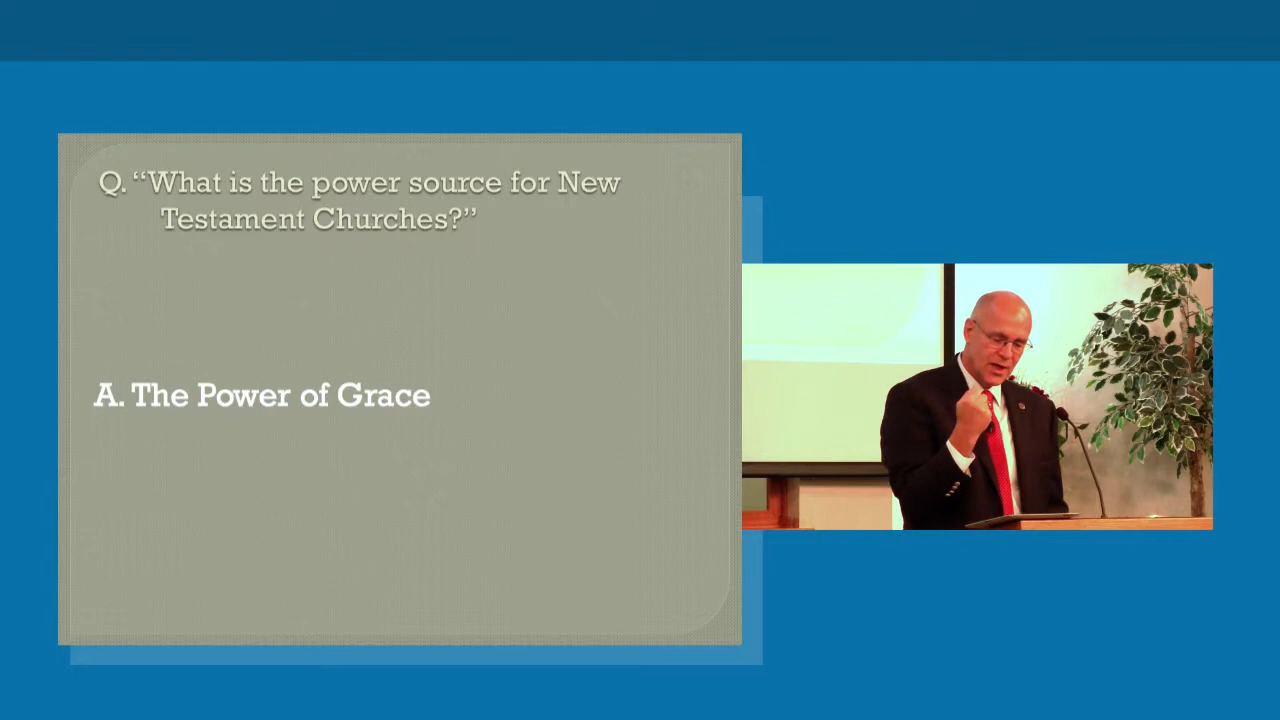 Q. “What is the power source for New
Testament Churches?”
A. The Power of Grace